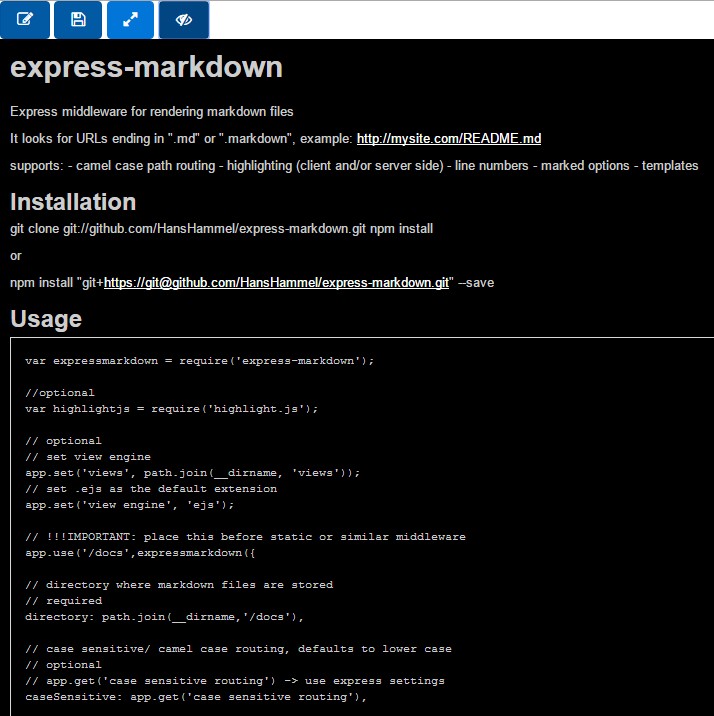 express-markdown
Express middleware for rendering markdown files
It looks for URLs ending in ".md" or ".markdown", example: http://mysite.com/README.md
supports: - camel case path routing - highlighting (client and/or server side) - line numbers - marked options - templates
Installation
git clone git://github.com/HansHammel/express-markdown.git npm install
or
npm install "git+https://git@github.com/HansHammel/express-markdown.git" –save
Usage
var expressmarkdown = require('express-markdown');
//optional
var highlightjs = require('highlight.js');
// optional
// set view engine
app.set('views', path.join(__dirname, 'views'));
// set .ejs as the default extension
app.set('view engine', 'ejs');
// !!!IMPORTANT: place this before static or similar middleware
app.use('/docs',expressmarkdown({
// directory where markdown files are stored
// required
directory: path.join(__dirname,'/docs'),
// case sensitive/ camel case routing, defaults to lower case
// optional
// app.get('case sensitive routing') -> use express settings
caseSensitive: app.get('case sensitive routing'),